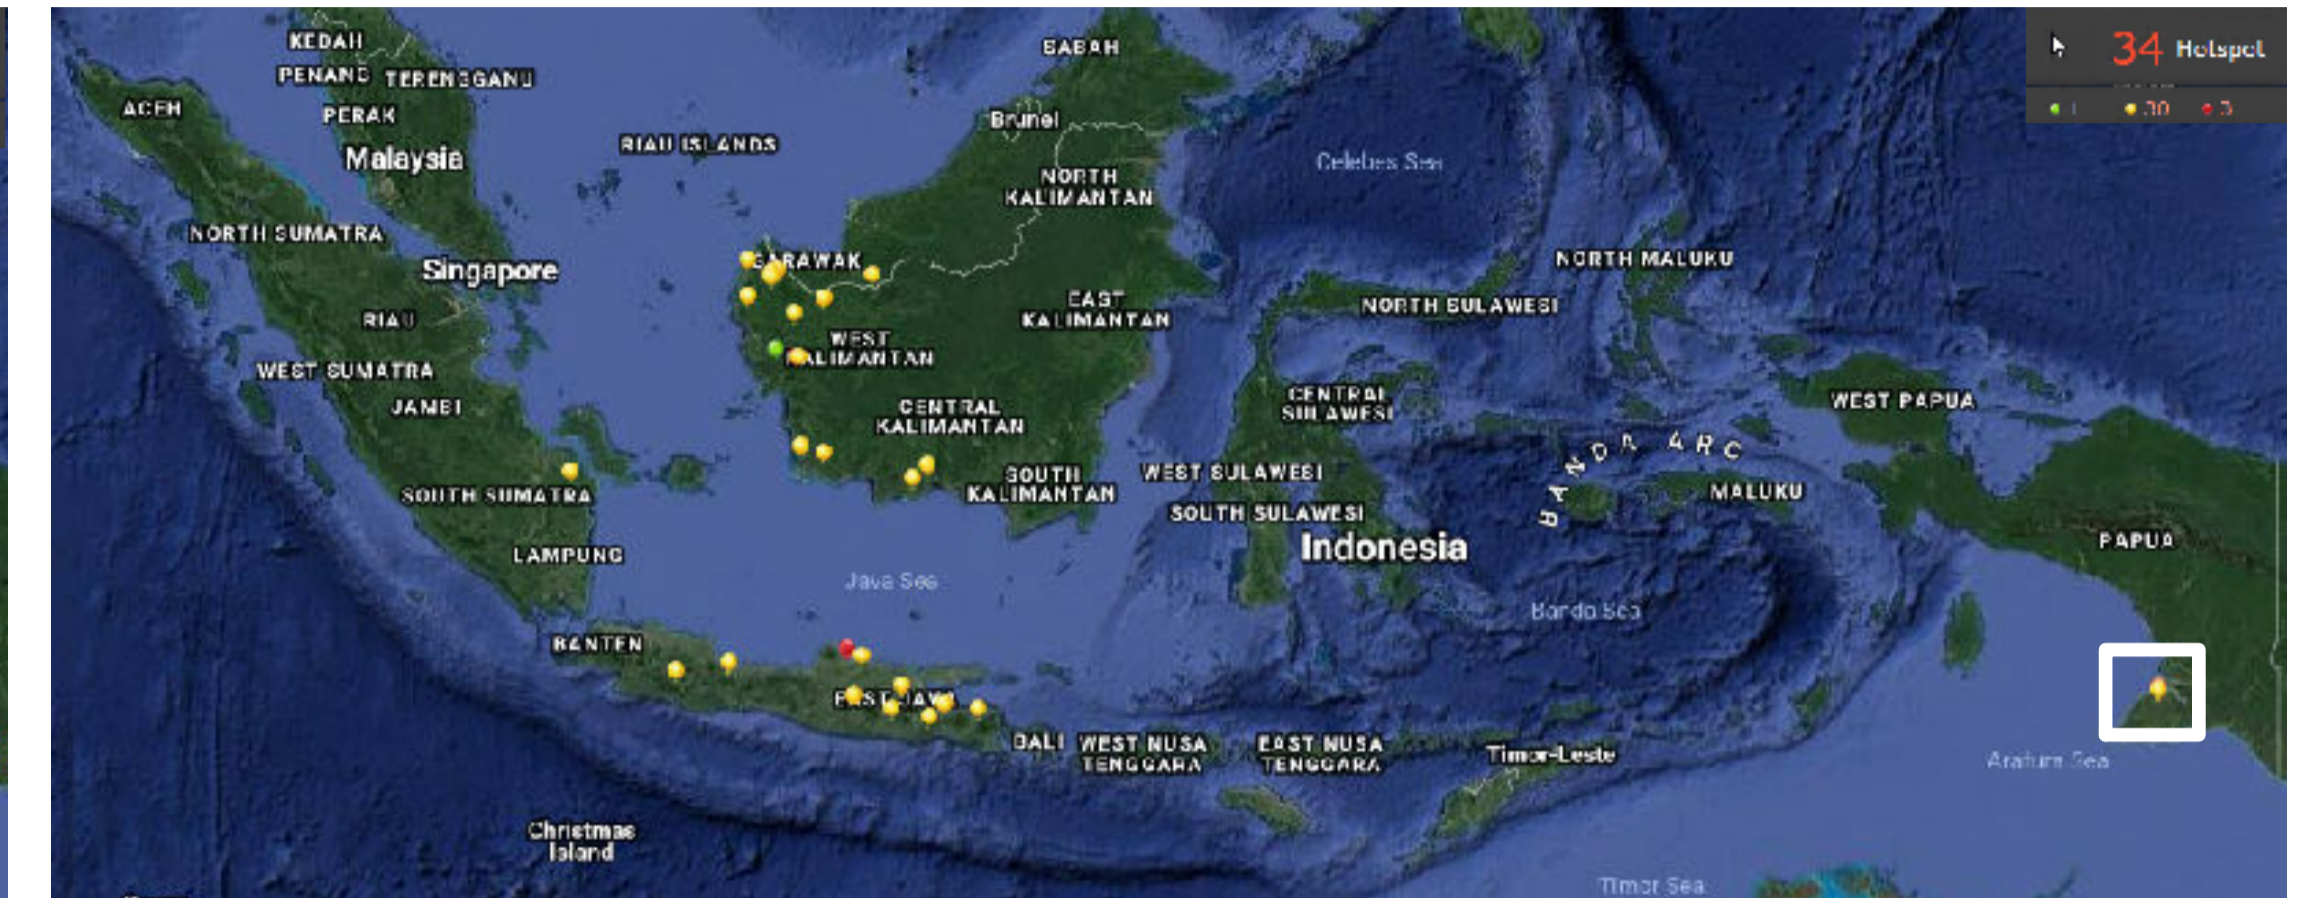 KEDAH
PENANG TERENGGANU
ACEH
PERAK
Malaysia
RIAU ISLANDS
SABAH
Brunei
NORTH
KALIMANTAN
Celebes Sea
34 Hotspot
1 30 3
NORTH SUMATRA
Singapore
SARAWAK
NORTH MALUKU
RIAU
EAST
KALIMANTAN
NORTH SULAWESI
WEST
KALIMANTAN
WEST SUMATRA
JAMBI
CENTRAL
KALIMANTAN
CENTRAL
SULAWESI
WEST PAPUA
BANDA ARC
SOUTH SUMATRA
SOUTH
KALIMANTAN
WEST SULAWESI
MALUKU
SOUTH SULAWESI
Indonesia
PAPUA
LAMPUNG
Java Sea
Banda Sea
BANTEN
EAST JAVA
BALI
WEST NUSA
TENGGARA
EAST NUSA
TENGGARA
Timor-Leste
Arafura Sea
Christmas
Island
Timor Sea